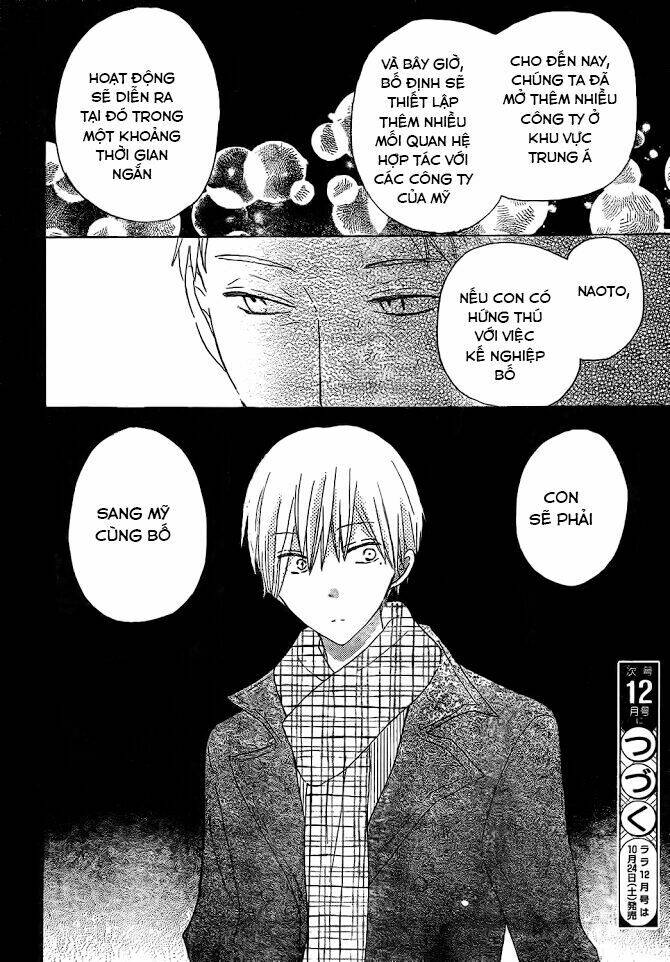 CHO ĐẾN NAY,
CHÚNG TA ĐÃ
MỞ THÊM NHIỀU
CÔNG TY Ở
KHU VỰC
TRUNG Á
VÀ BÂY GIỜ,
BỐ ĐỊNH SẼ
THIẾT LẬP
THÊM NHIỀU
MỐI QUAN HỆ
HỢP TÁC VỚI
CÁC CÔNG TY
CỦA MỸ
HOẠT ĐỘNG
SẼ DIỄN RA
TẠI ĐÓ TRONG
MỘT KHOẢNG
THỜI GIAN
NGẮN
NAOTO,
NẾU CON CÓ
HỨNG THÚ
VỚI VIỆC
KẾ NGHIỆP
BỐ
CON
SẼ PHẢI
SANG MỸ
CÙNG BỐ
次号
12
月号
に
つづく
ララ12月号は
10月24日(土)発売